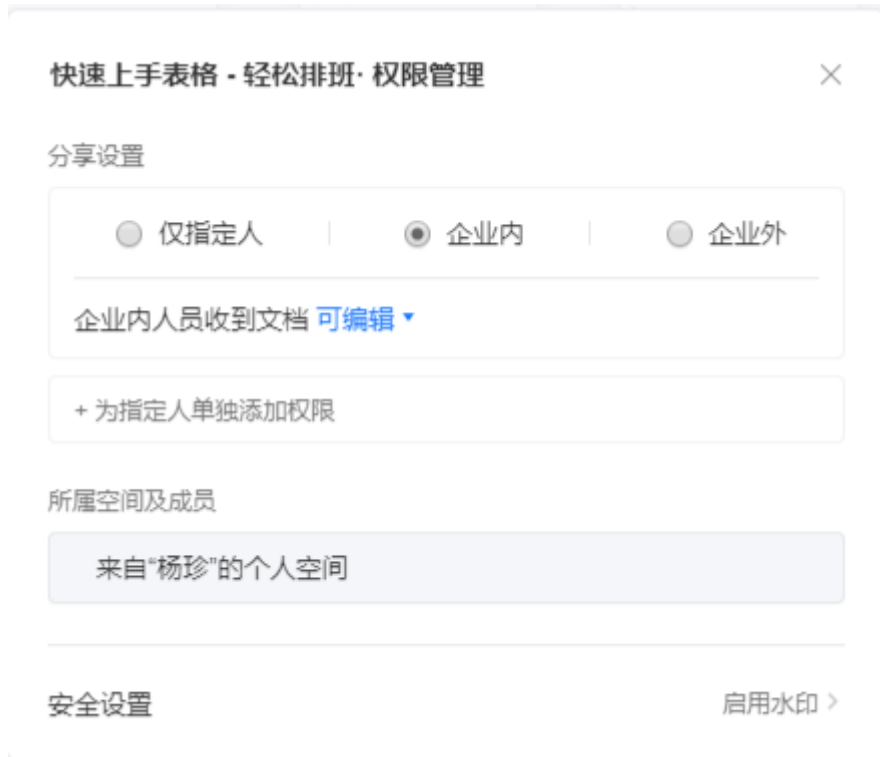 快速上手表格 - 轻松排班· 权限管理
分享设置
仅指定人 企业内 企业外
企业内人员收到文档 可编辑
+ 为指定人单独添加权限
所属空间及成员
来自“杨珍”的个人空间
安全设置 启用水印